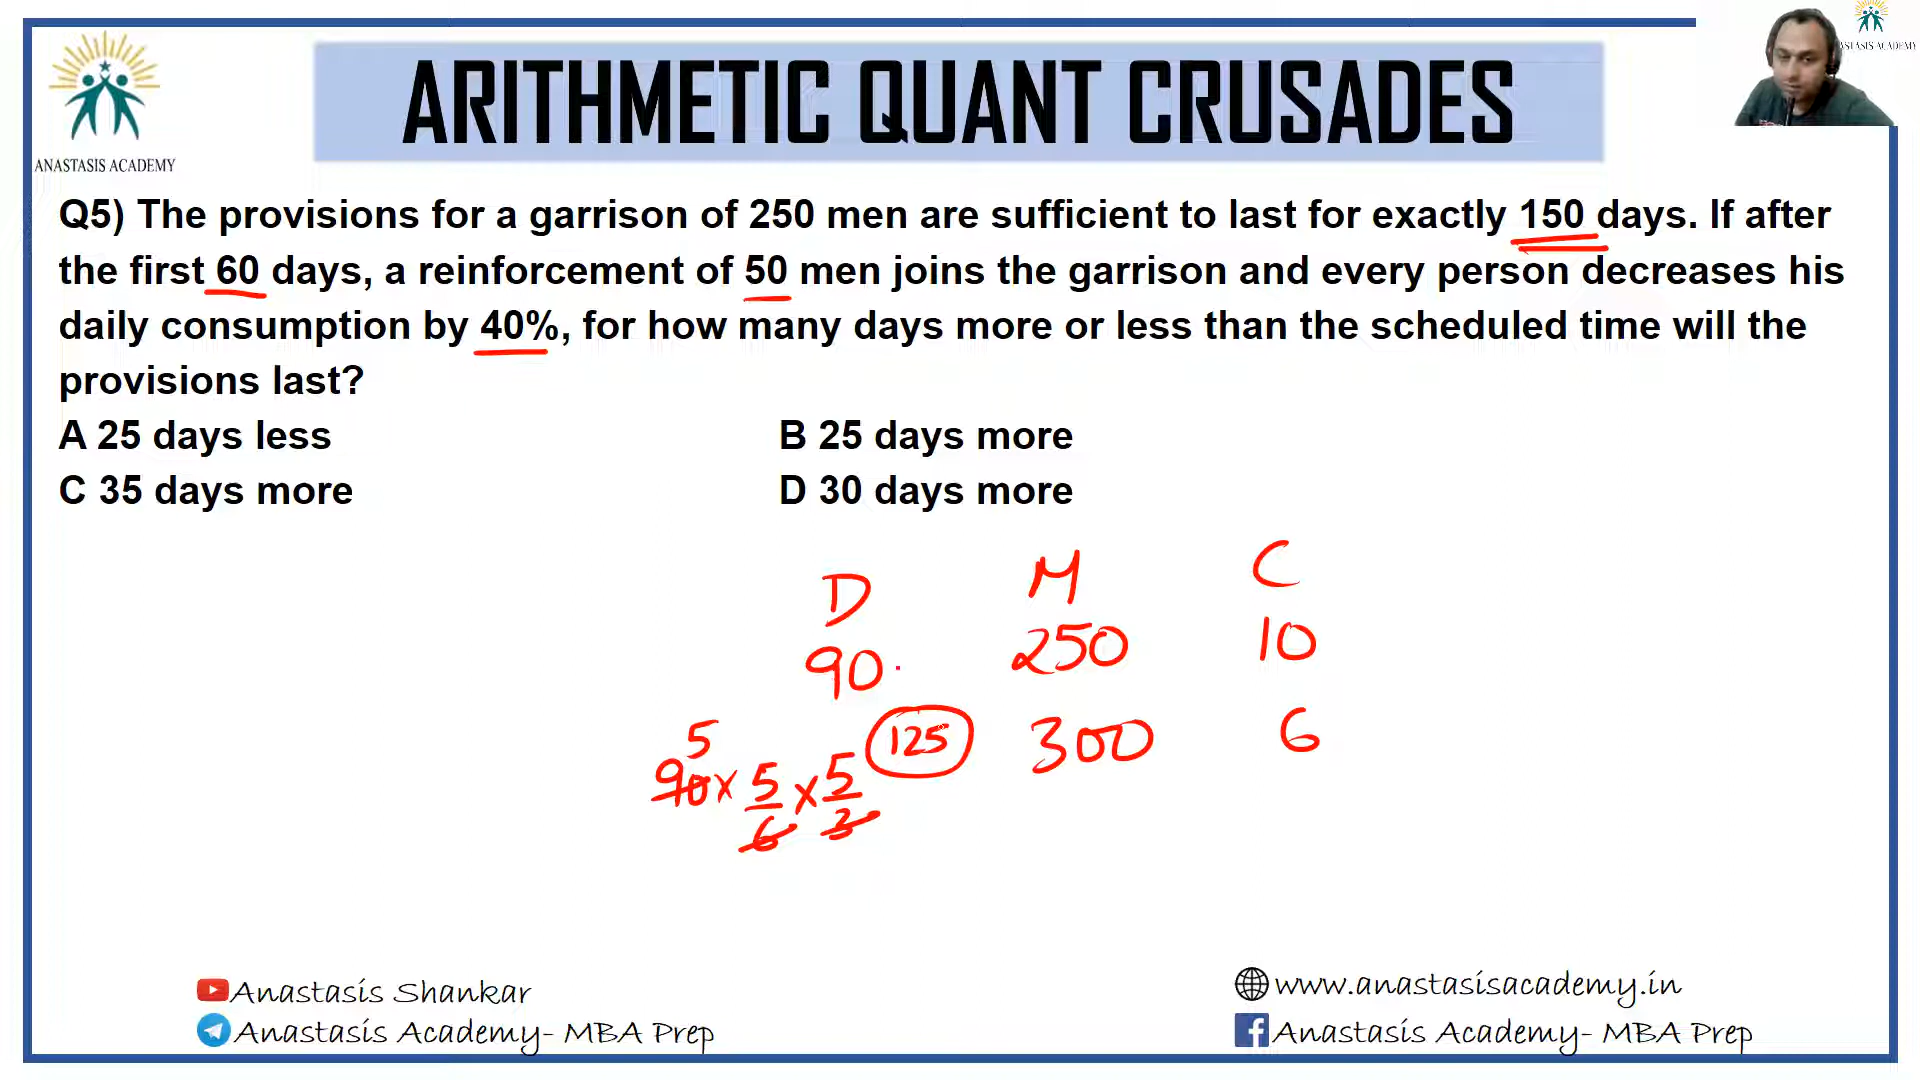 ARITHMETIC QUANT CRUSADES
ANASTASIS ACADEMY
ASTASIS ACADEMY
Q5) The provisions for a garrison of 250 men are sufficient to last for exactly 150 days. If after
the first 60 days, a reinforcement of 50 men joins the garrison and every person decreases his
daily consumption by 40%, for how many days more or less than the scheduled time will the
provisions last?
A 25 days less B 25 days more
C 35 days more D 30 days more
D M C
90 250 10
125 300 6
5
90 x 5/6 x 5/3
Anastasis Shankar www.anastasisacademy.in
Anastasis Academy- MBA Prep Anastasis Academy- MBA Prep